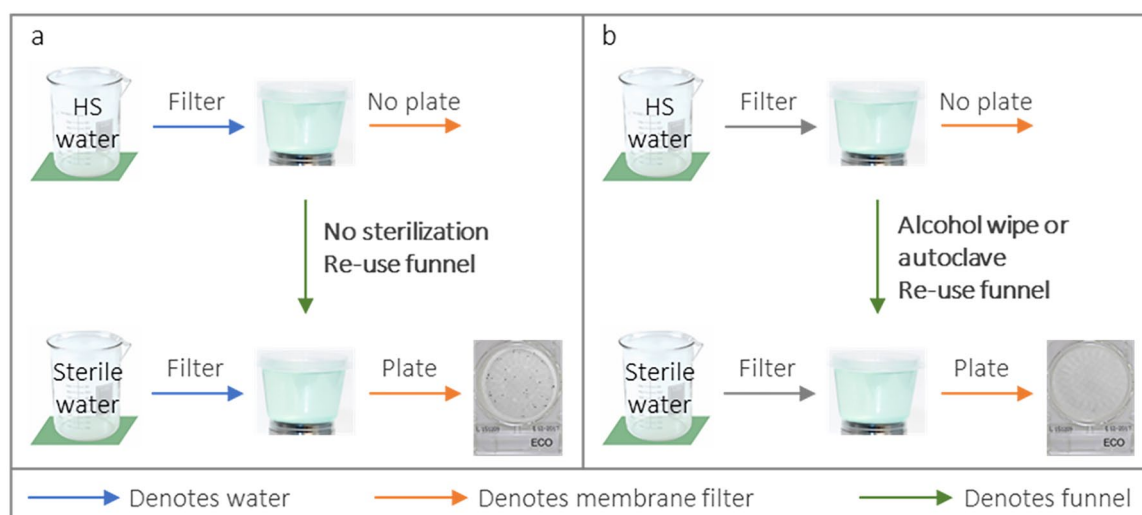 a
HS
water
Filter
No plate
No sterilization
Re-use funnel
Sterile
water
Filter
Plate
ECO
b
HS
water
Filter
No plate
Alcohol wipe or
autoclave
Re-use funnel
Sterile
water
Filter
Plate
ECO
Denotes water
Denotes membrane filter
Denotes funnel